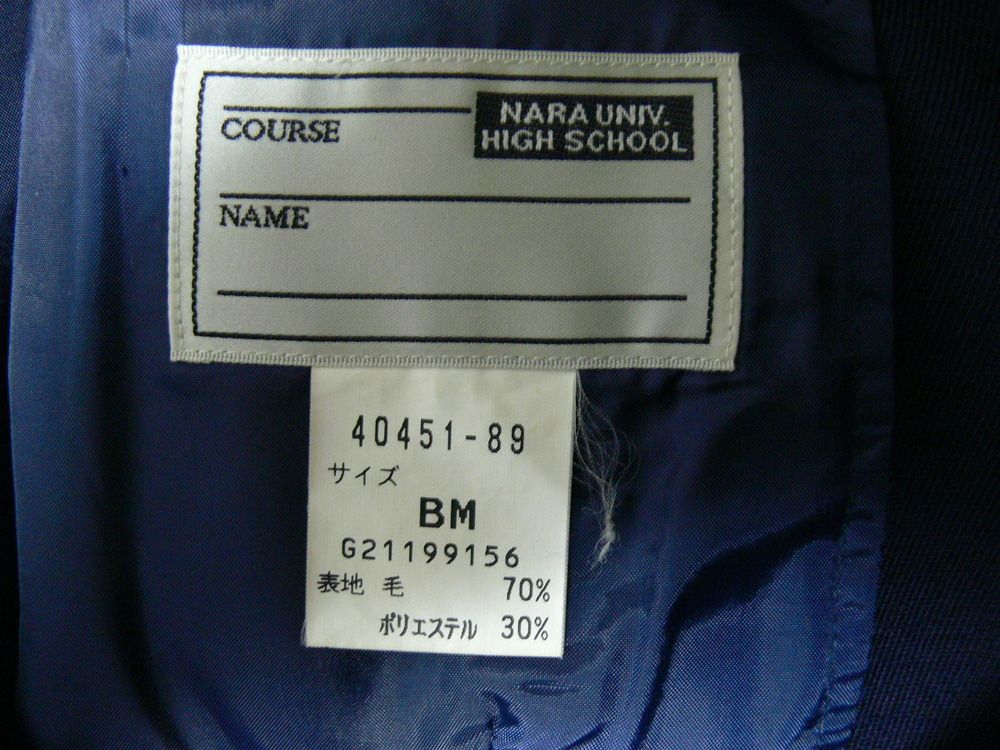 NARA UNIV.
HIGH SCHOOL
COURSE
NAME
40451-89
サイズ
BM
G21199156
表地 毛 70%
ポリエステル 30%